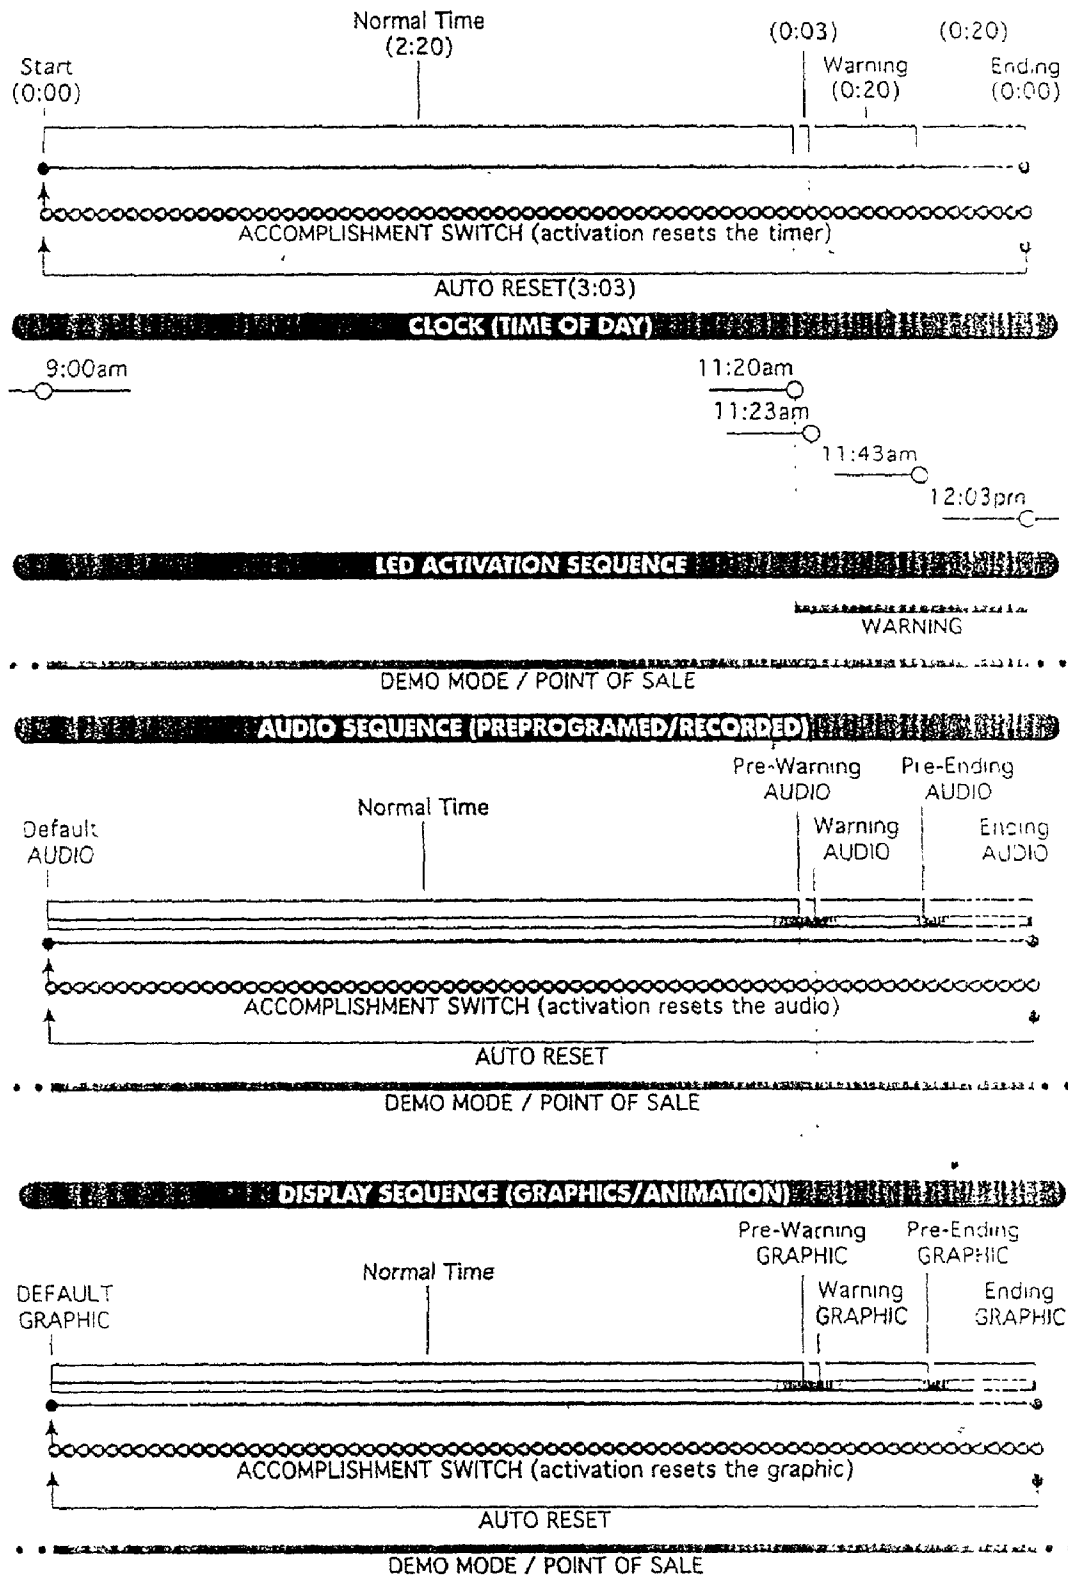 Normal Time
(2:20)
(0:03)
(0:20)
Start
(0:00)
Warning
(0:20)
Ending
(0:00)
ACCOMPLISHMENT SWITCH (activation resets the timer)
AUTO RESET(3:03)
CLOCK (TIME OF DAY)
9:00am
11:20am
11:23am
11:43am
12:03pm
LED ACTIVATION SEQUENCE
WARNING
DEMO MODE / POINT OF SALE
AUDIO SEQUENCE (PREPROGRAMED/RECORDED)
Pre-Warning
AUDIO
Pre-Ending
AUDIO
Normal Time
Default
AUDIO
Warning
AUDIO
Ending
AUDIO
ACCOMPLISHMENT SWITCH (activation resets the audio)
AUTO RESET
DEMO MODE / POINT OF SALE
DISPLAY SEQUENCE (GRAPHICS/ANIMATION)
Pre-Warning
GRAPHIC
Pre-Ending
GRAPHIC
Normal Time
DEFAULT
GRAPHIC
Warning
GRAPHIC
Ending
GRAPHIC
ACCOMPLISHMENT SWITCH (activation resets the graphic)
AUTO RESET
DEMO MODE / POINT OF SALE